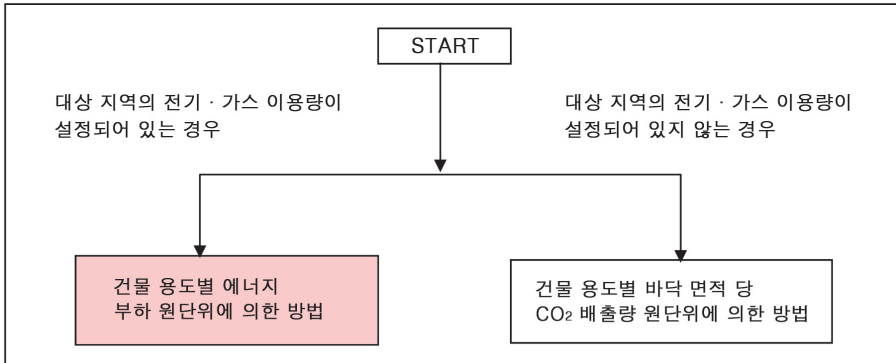 START
대상 지역의 전기 · 가스 이용량이
설정되어 있는 경우
대상 지역의 전기 · 가스 이용량이
설정되어 있지 않는 경우
건물 용도별 에너지
부하 원단위에 의한 방법
건물 용도별 바닥 면적 당
CO₂ 배출량 원단위에 의한 방법